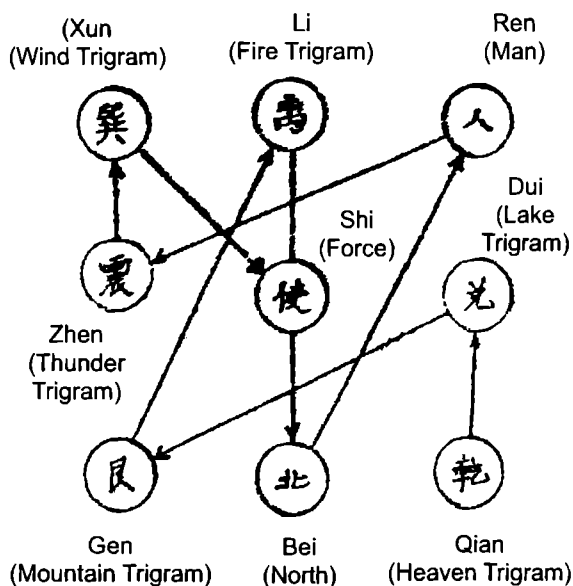 (Xun
(Wind Trigram)
Li
(Fire Trigram)
Ren
(Man)
巽
人
Dui
(Lake
Trigram)
Shi
(Force)
震
使
兑
Zhen
(Thunder
Trigram)
艮
北
乾
Gen
(Mountain Trigram)
Bei
(North)
Qian
(Heaven Trigram)